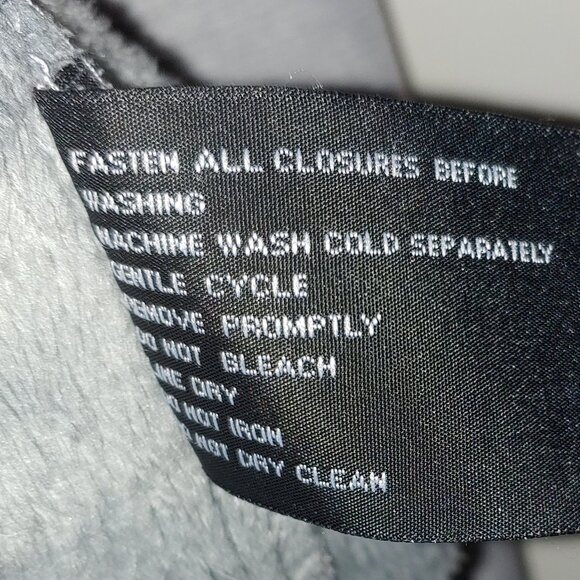 FASTEN ALL CLOSURES BEFORE
WASHING
MACHINE WASH COLD SEPARATELY
GENTLE CYCLE
REMOVE PROMPTLY
DO NOT BLEACH
LINE DRY
DO NOT IRON
DO NOT DRY CLEAN